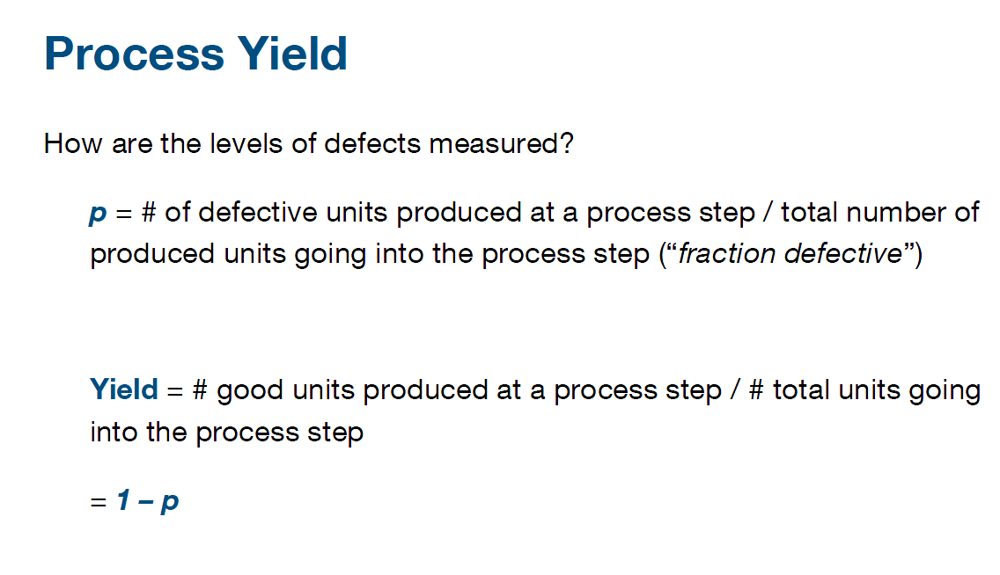 Process Yield
How are the levels of defects measured?
p = # of defective units produced at a process step / total number of
produced units going into the process step (“fraction defective”)
Yield = # good units produced at a process step / # total units going
into the process step
= 1 – p